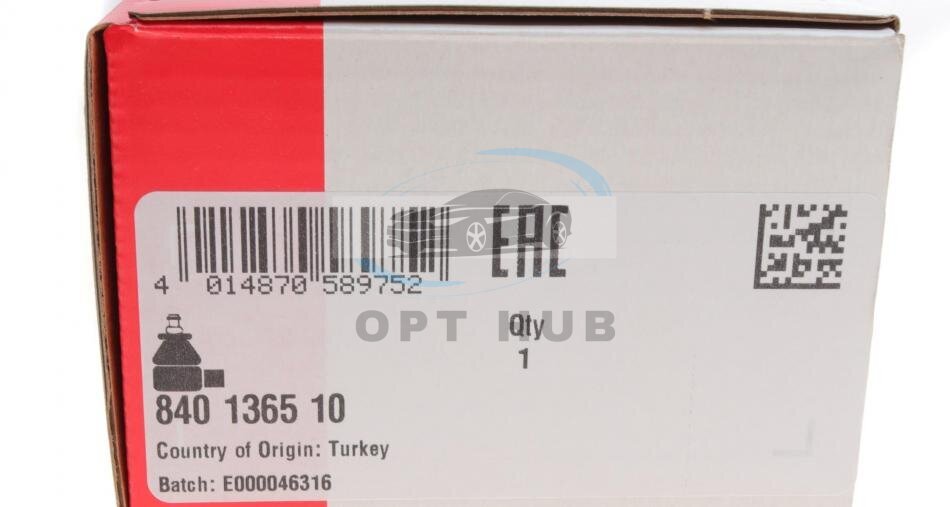 EAC
4 014870 589752
OPT HUB
Qty
1
840 1365 10
Country of Origin: Turkey
Batch: E000046316